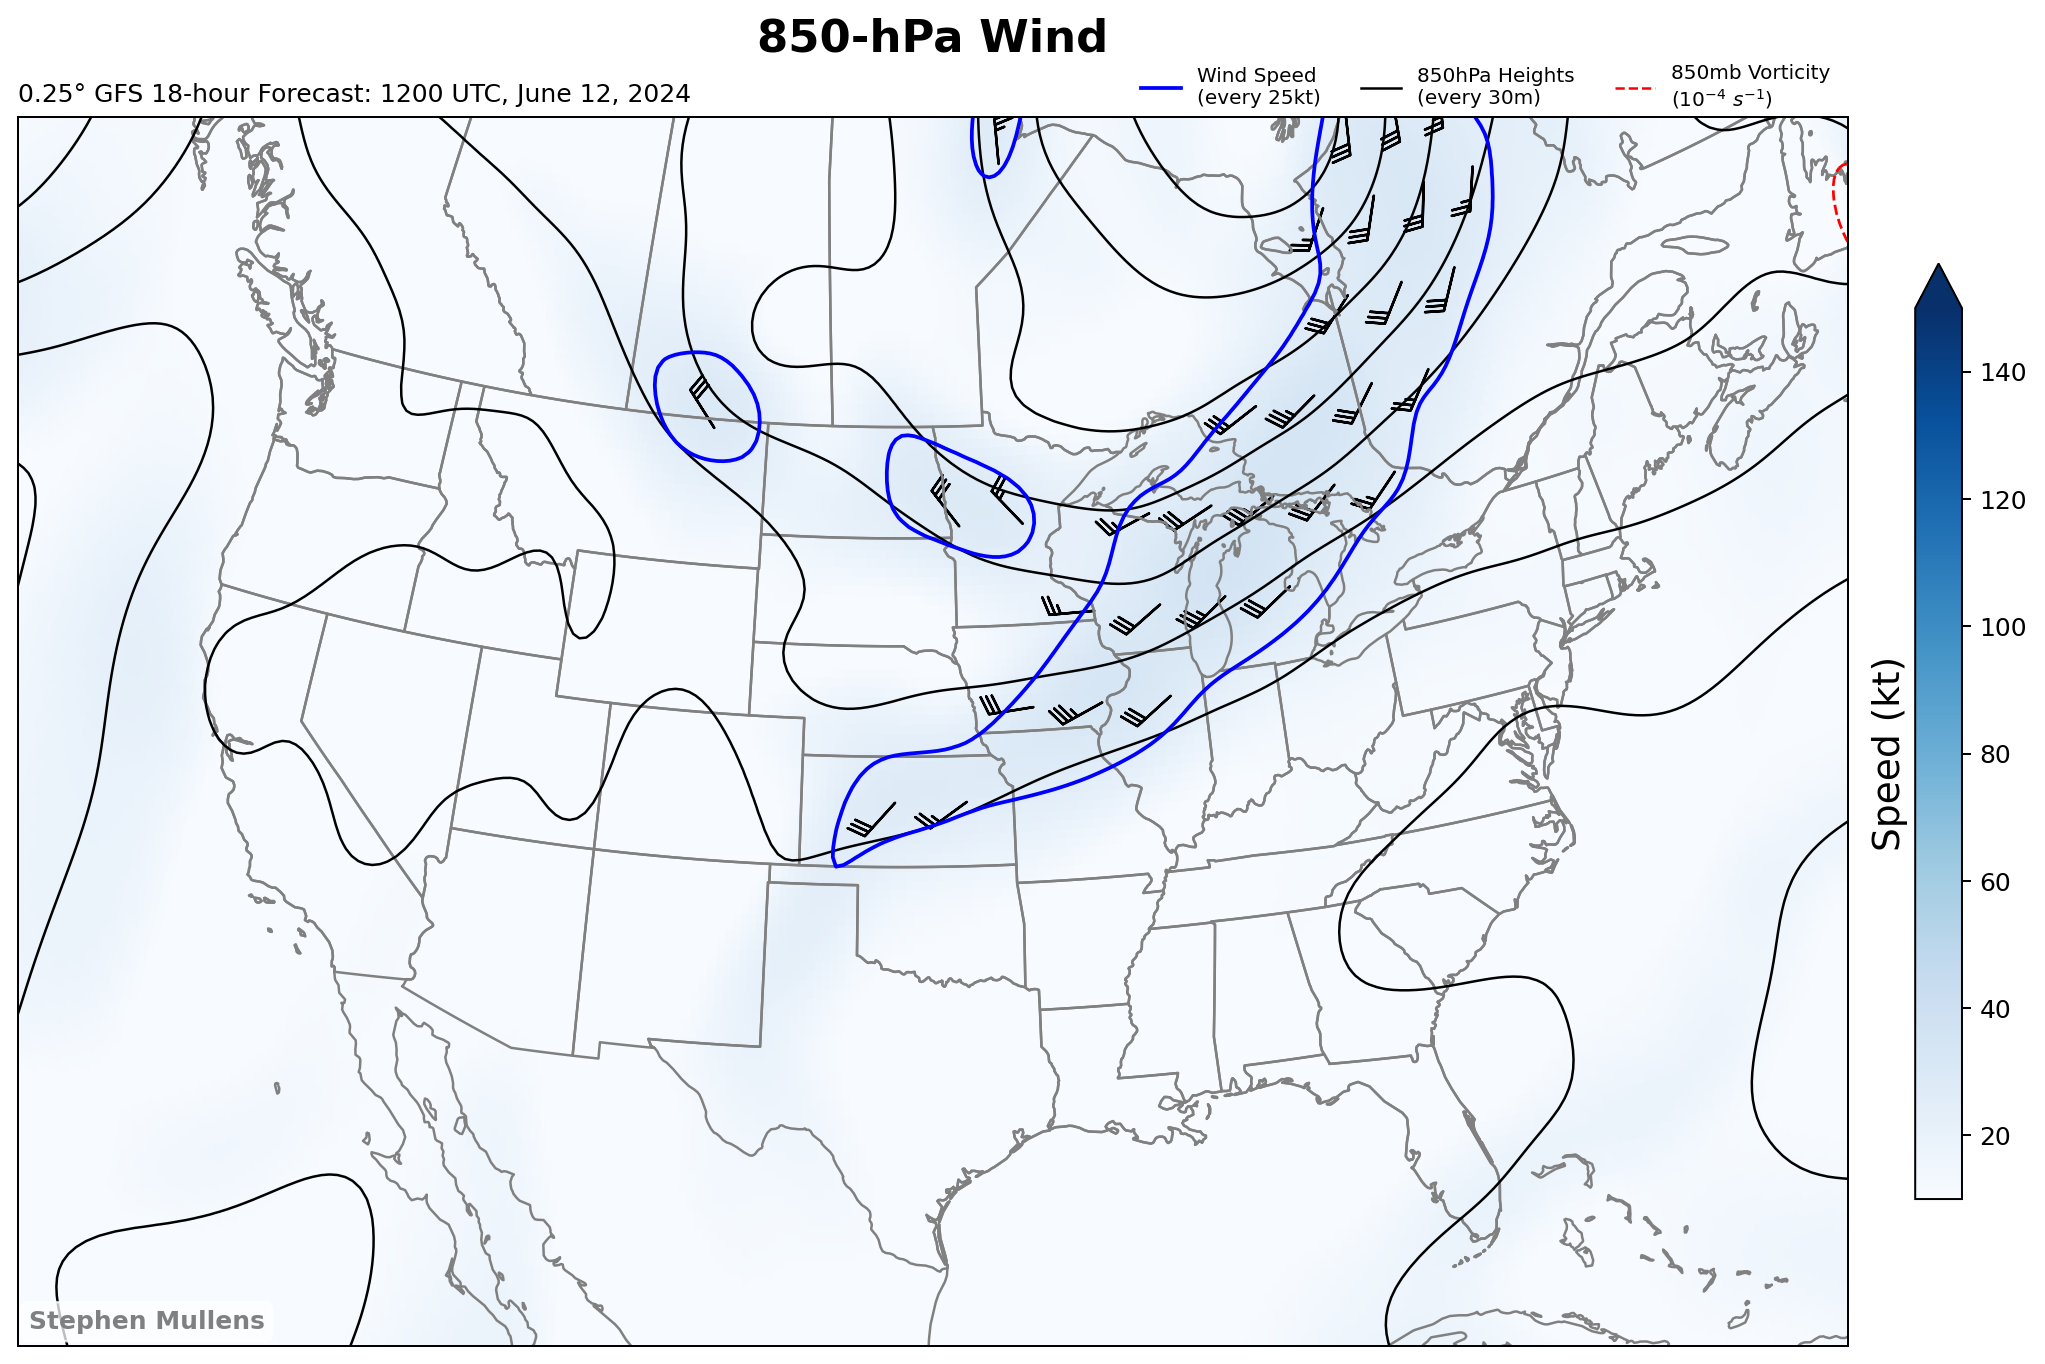 850-hPa Wind
0.25° GFS 18-hour Forecast: 1200 UTC, June 12, 2024
Wind Speed
(every 25kt)
850hPa Heights
(every 30m)
850mb Vorticity
(10⁻⁴ s⁻¹)
140
120
100
80
60
40
20
Speed (kt)
Stephen Mullens